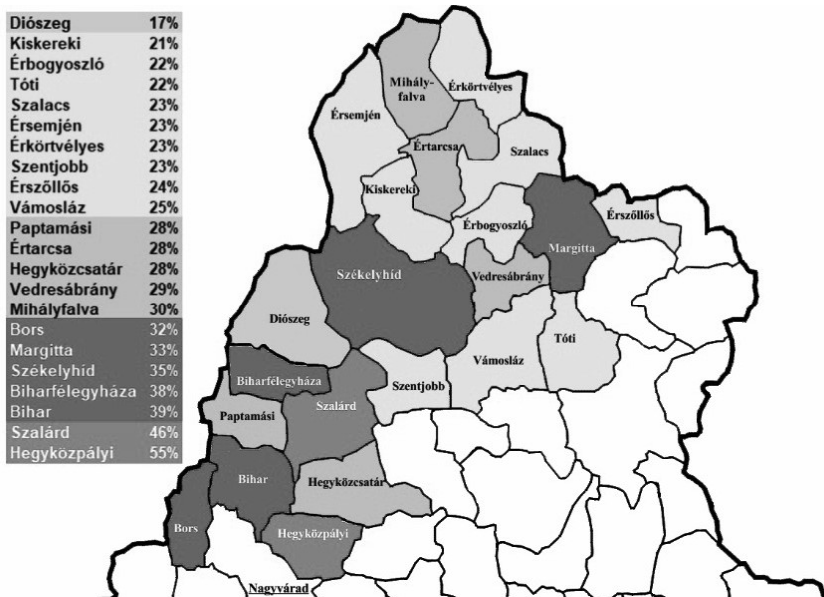 Diószeg 17%
Kiskereki 21%
Érbogyoszló 22%
Tóti 22%
Szalacs 23%
Érsemjén 23%
Érkörtvélyes 23%
Szentjobb 23%
Érszőllős 24%
Vámosláz 25%
Paptamási 28%
Értarcsa 28%
Hegyközcsatár 28%
Vedresábrány 29%
Mihályfalva 30%
Bors 32%
Margitta 33%
Székelyhíd 35%
Biharfélegyháza 38%
Bihar 39%
Szalárd 46%
Hegyközpályi 55%
Mihály-
falva
Érkörtvélyes
Érsemjén
Értarcsa
Szalacs
Kiskereki
Érbogyoszló
Érszőllős
Margitta
Székelyhíd
Vedresábrány
Diószeg
Tóti
Vámosláz
Biharfélegyháza
Szentjobb
Szalárd
Paptamási
Bihar
Hegyközcsatár
Bors
Hegyközpályi
Nagyvárad